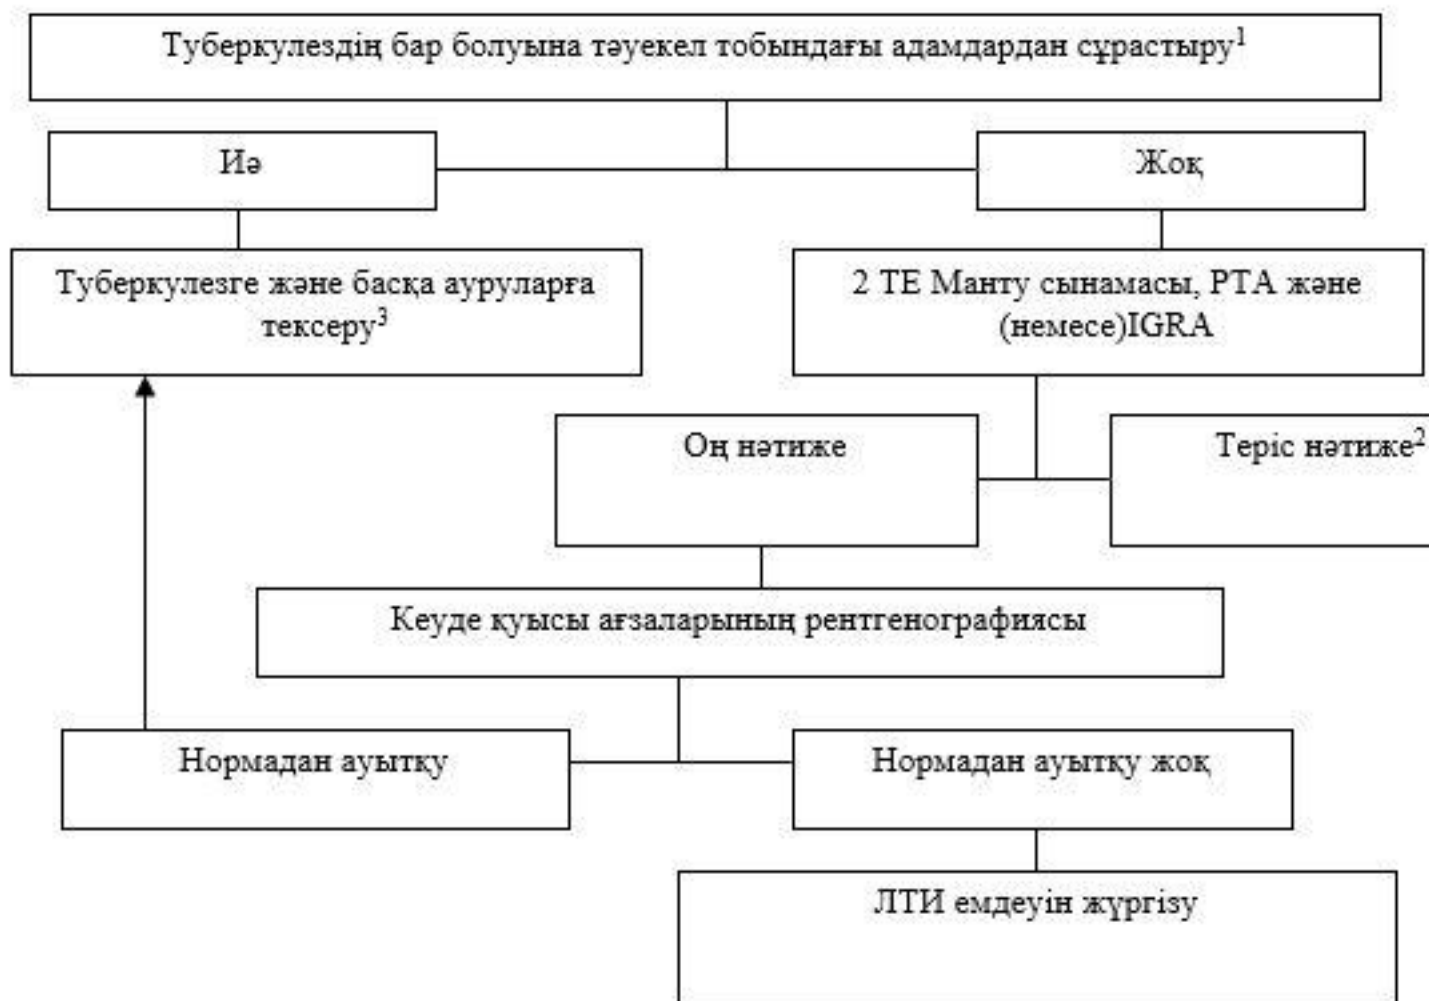 Туберкулездің бар болуына тәуекел тобындағы адамдардан сұрастыру¹
Иә
Жоқ
Туберкулезге және басқа ауруларға
тексеру³
2 ТЕ Манту сынамасы, РТА және
(немесе)IGRA
Оң нәтиже
Теріс нәтиже²
Кеуде қуысы ағзаларының рентгенографиясы
Нормадан ауытқу
Нормадан ауытқу жоқ
ЛТИ емдеуін жүргізу